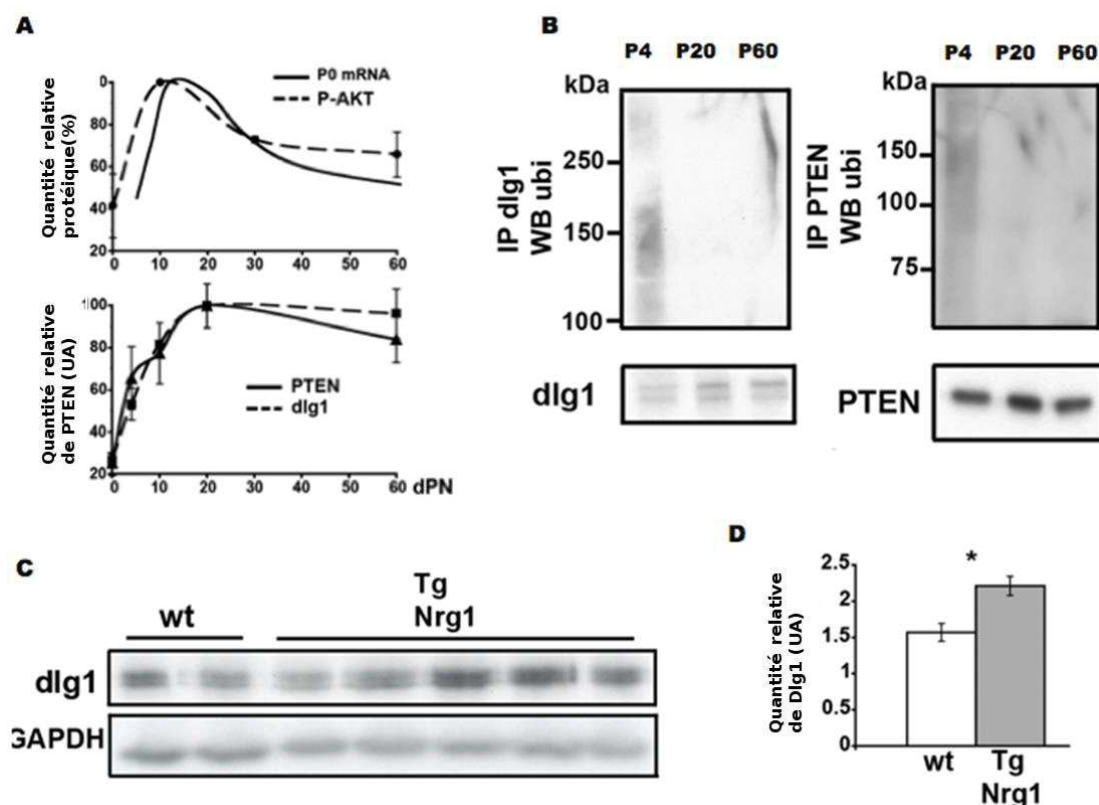 A
Quantité relative
protéique(%)
0
80
60
40
20
P0 mRNA
P-AKT
0 10 20 30 40 50 60
Quantité relative
de PTEN (UA)
100
80
60
40
20
PTEN
dlg1
0 10 20 30 40 50 60 dPN
B
P4 P20 P60
kDa
IP dlg1
WB ubi
250
150
100
dlg1
P4 P20 P60
kDa
IP PTEN
WB ubi
150
100
75
PTEN
C
wt
Tg
Nrg1
dlg1
GAPDH
D
Quantité relative
de Dlg1 (UA)
2.5
2
1.5
1
0.5
0
*
wt Tg
Nrg1